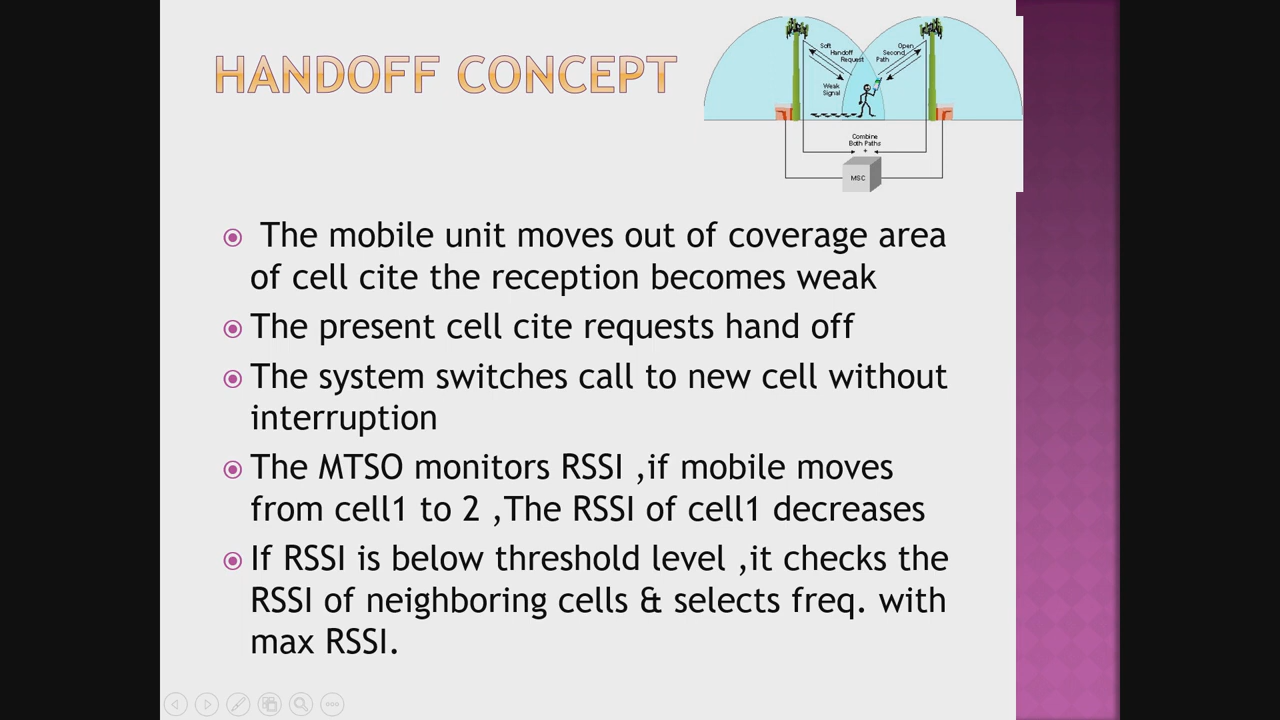 HANDOFF CONCEPT
Soft
Handoff
Request
Weak
Signal
Open
Second
Path
Combine
Both Paths
+
MSC
The mobile unit moves out of coverage area
of cell cite the reception becomes weak
The present cell cite requests hand off
The system switches call to new cell without
interruption
The MTSO monitors RSSI ,if mobile moves
from cell1 to 2 ,The RSSI of cell1 decreases
If RSSI is below threshold level ,it checks the
RSSI of neighboring cells & selects freq. with
max RSSI.